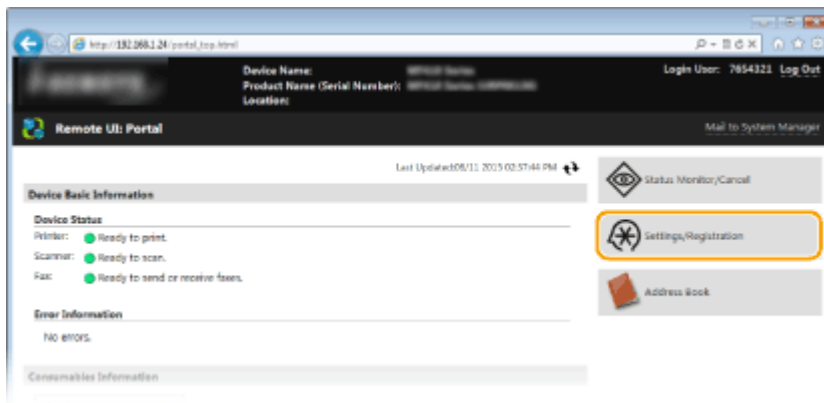 http://192.168.1.24/portal_top.html
Device Name:
Product Name (Serial Number):
Location:
Login User: 7654321 Log Out
Remote UI: Portal
Mail to System Manager
Last Updated:08/11 2015 02:37:44 PM
Device Basic Information
Device Status
Printer: Ready to print.
Scanner: Ready to scan.
Fax: Ready to send or receive faxes.
Error Information
No errors.
Consumables Information
Status Monitor/Cancel
Settings/Registration
Address Book